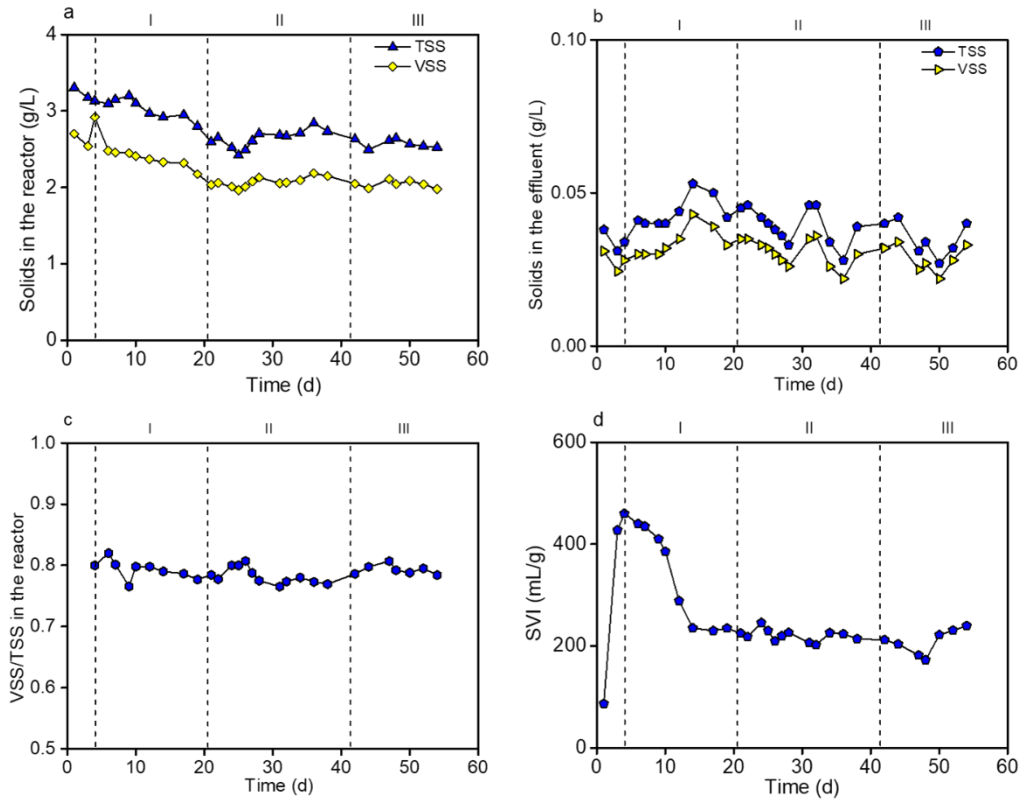 a
I II III
4
3
2
1
0
Solids in the reactor (g/L)
TSS
VSS
0 10 20 30 40 50 60
Time (d)
b
I II III
0.10
0.05
0.00
Solids in the effluent (g/L)
TSS
VSS
0 10 20 30 40 50 60
Time (d)
c
I II III
1.0
0.9
0.8
0.7
0.6
0.5
VSS/TSS in the reactor
0 10 20 30 40 50 60
Time (d)
d
I II III
600
400
200
0
SVI (mL/g)
0 10 20 30 40 50 60
Time (d)